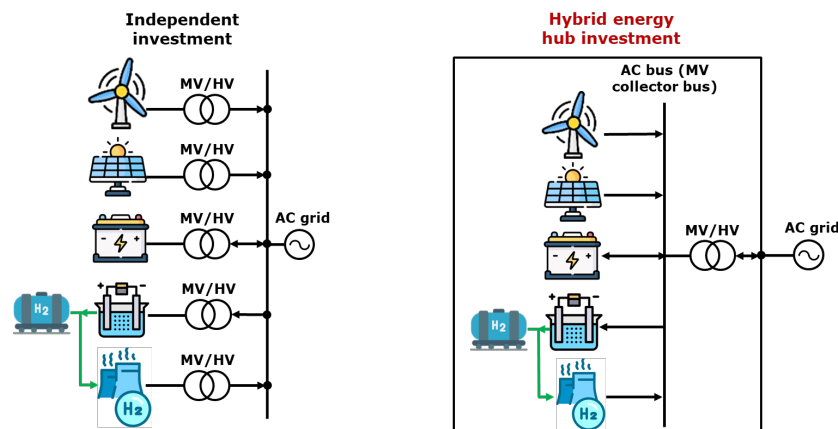 Independent
investment
MV/HV
MV/HV
MV/HV
AC grid
- +
+ -
MV/HV
H2
MV/HV
H2
Hybrid energy
hub investment
AC bus (MV
collector bus)
MV/HV
AC grid
- +
+ -
H2
H2